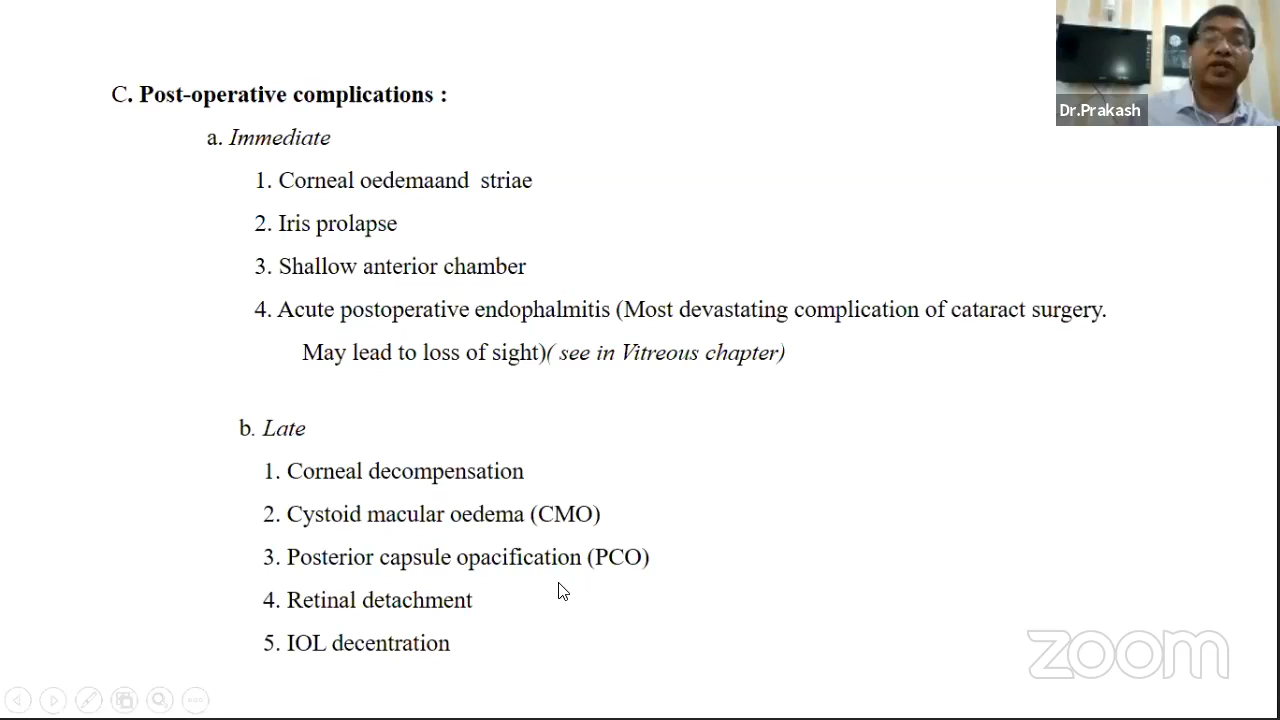 Dr.Prakash
C. Post-operative complications :
a. Immediate
1. Corneal oedemaand striae
2. Iris prolapse
3. Shallow anterior chamber
4. Acute postoperative endophalmitis (Most devastating complication of cataract surgery.
May lead to loss of sight)( see in Vitreous chapter)
b. Late
1. Corneal decompensation
2. Cystoid macular oedema (CMO)
3. Posterior capsule opacification (PCO)
4. Retinal detachment
5. IOL decentration
zoom